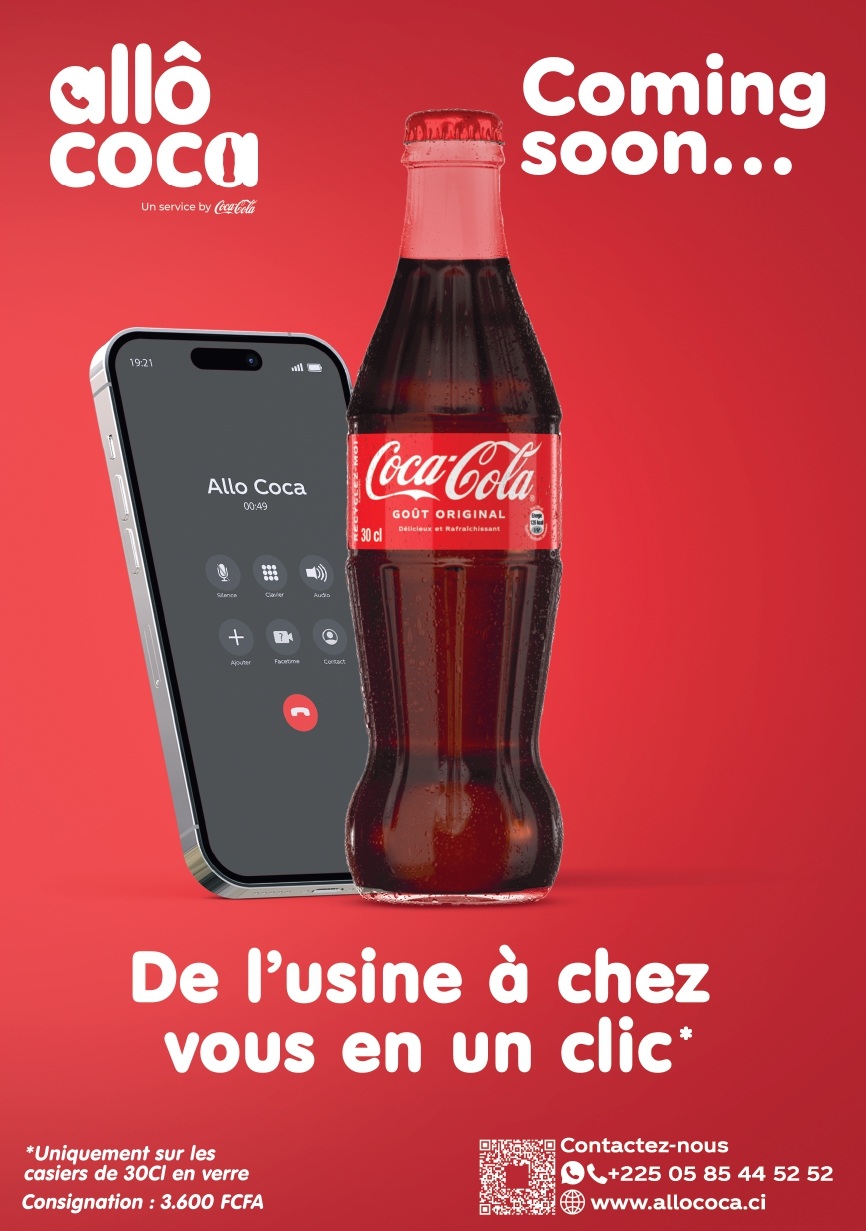 allô
coca
Un service by Coca-Cola
Coming
soon...
19:21
Allo Coca
00:49
Silence
Clavier
Audio
Ajouter
Facetime
Contact
RECYCLEZ-MOI
Coca-Cola
GOÛT ORIGINAL
Délicieux et Rafraîchissant
30 cl
De l'usine à chez
vous en un clic*
*Uniquement sur les
casiers de 30Cl en verre
Consignation : 3.600 FCFA
Contactez-nous
+225 05 85 44 52 52
www.allococa.ci